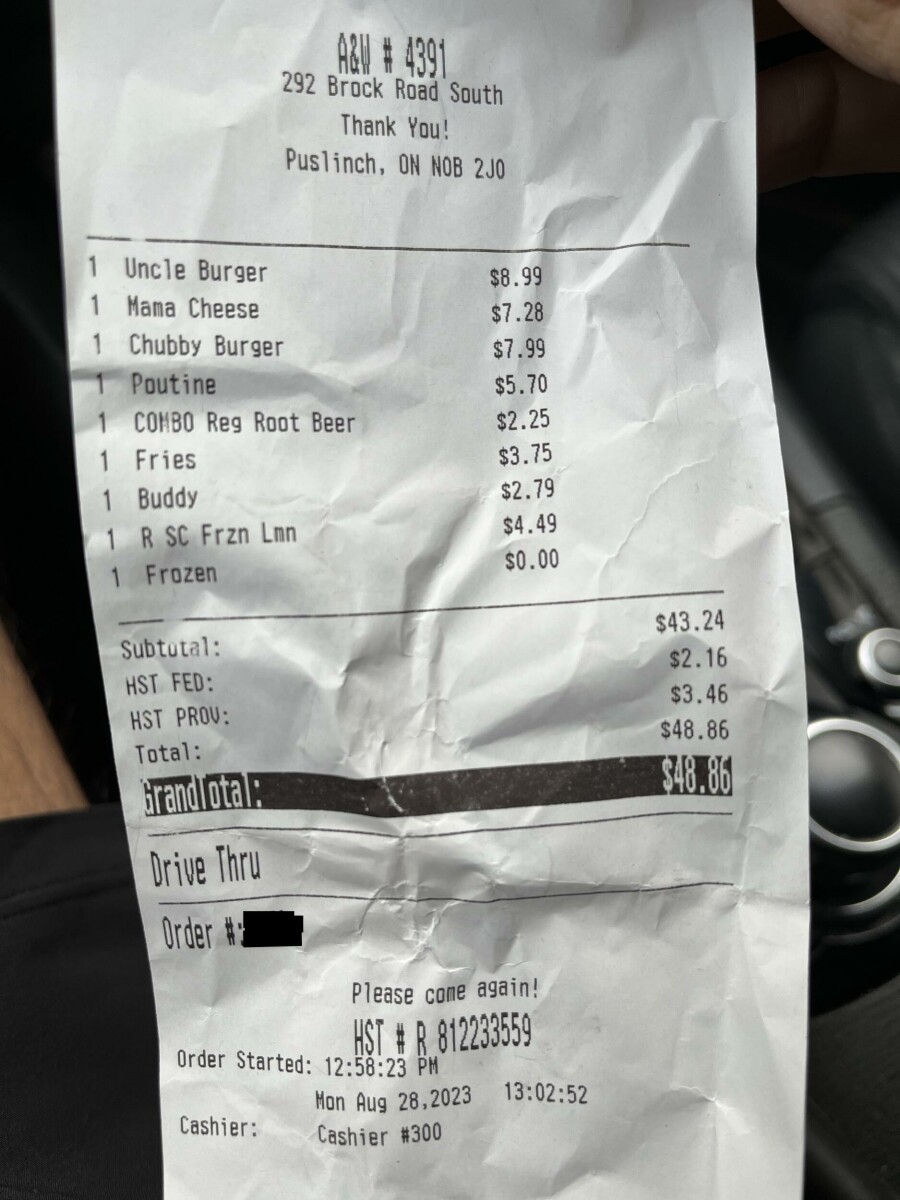 A&W # 4391
292 Brock Road South
Thank You!
Puslinch, ON NOB 2J0
1 Uncle Burger $8.99
1 Mama Cheese $7.28
1 Chubby Burger $7.99
1 Poutine $5.70
1 COMBO Reg Root Beer $2.25
1 Fries $3.75
1 Buddy $2.79
1 R SC Frzn Lmn $4.49
1 Frozen $0.00
Subtotal: $43.24
HST FED: $2.16
HST PROV: $3.46
Total: $48.86
GrandTotal: $48.86
Drive Thru
Order #:
Please come again!
HST # R 812233559
Order Started: 12:58:23 PM
Mon Aug 28,2023 13:02:52
Cashier: Cashier #300